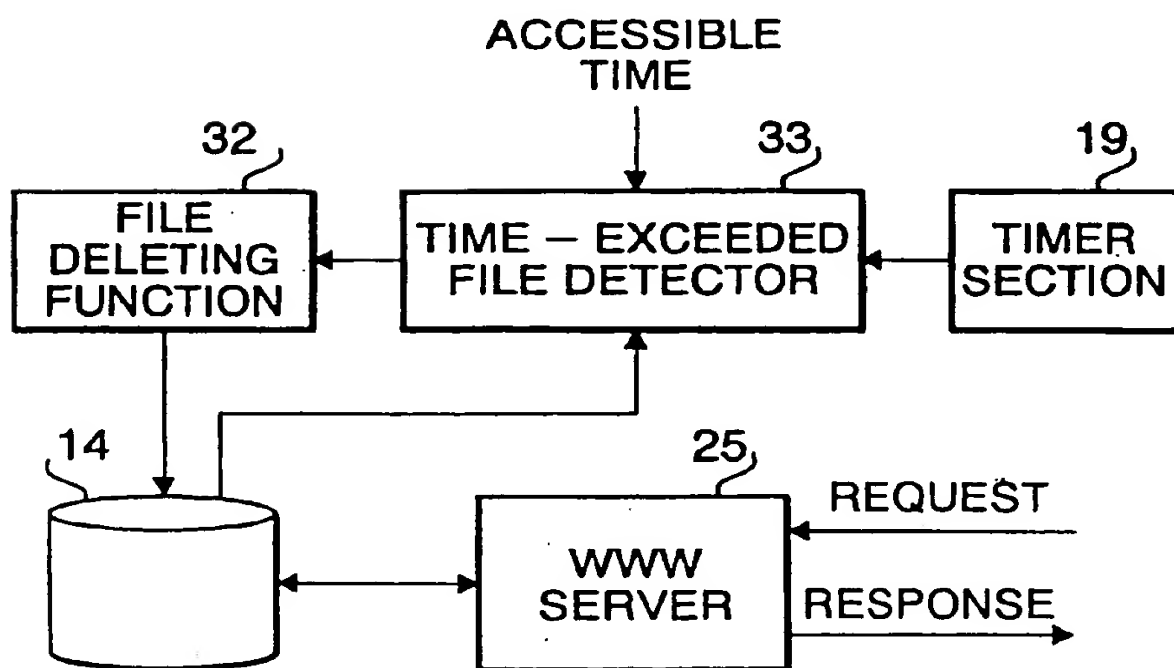 ACCESSIBLE
TIME
32
33
19
FILE
DELETING
FUNCTION
TIME – EXCEEDED
FILE DETECTOR
TIMER
SECTION
14
25
REQUEST
WWW
SERVER
RESPONSE